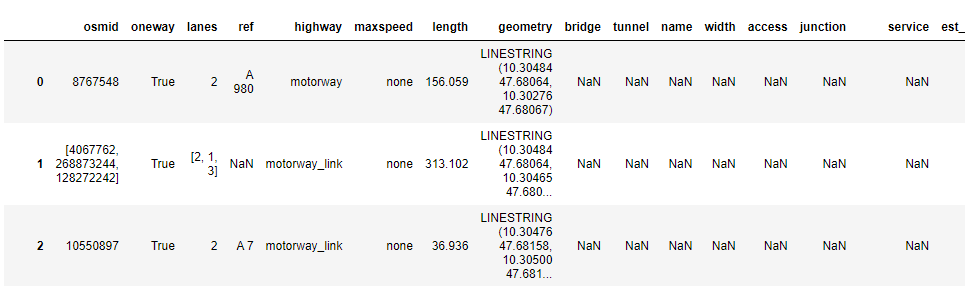 osmid oneway lanes ref highway maxspeed length geometry bridge tunnel name width access junction service est_
0 8767548 True 2 A 980 motorway none 156.059 LINESTRING (10.30484 47.68064, 10.30276 47.68067) NaN NaN NaN NaN NaN NaN NaN
1 [4067762, 268873244, 128272242] True [2, 1, 3] NaN motorway_link none 313.102 LINESTRING (10.30484 47.68064, 10.30465 47.680... NaN NaN NaN NaN NaN NaN NaN
2 10550897 True 2 A 7 motorway_link none 36.936 LINESTRING (10.30476 47.68158, 10.30500 47.681... NaN NaN NaN NaN NaN NaN NaN